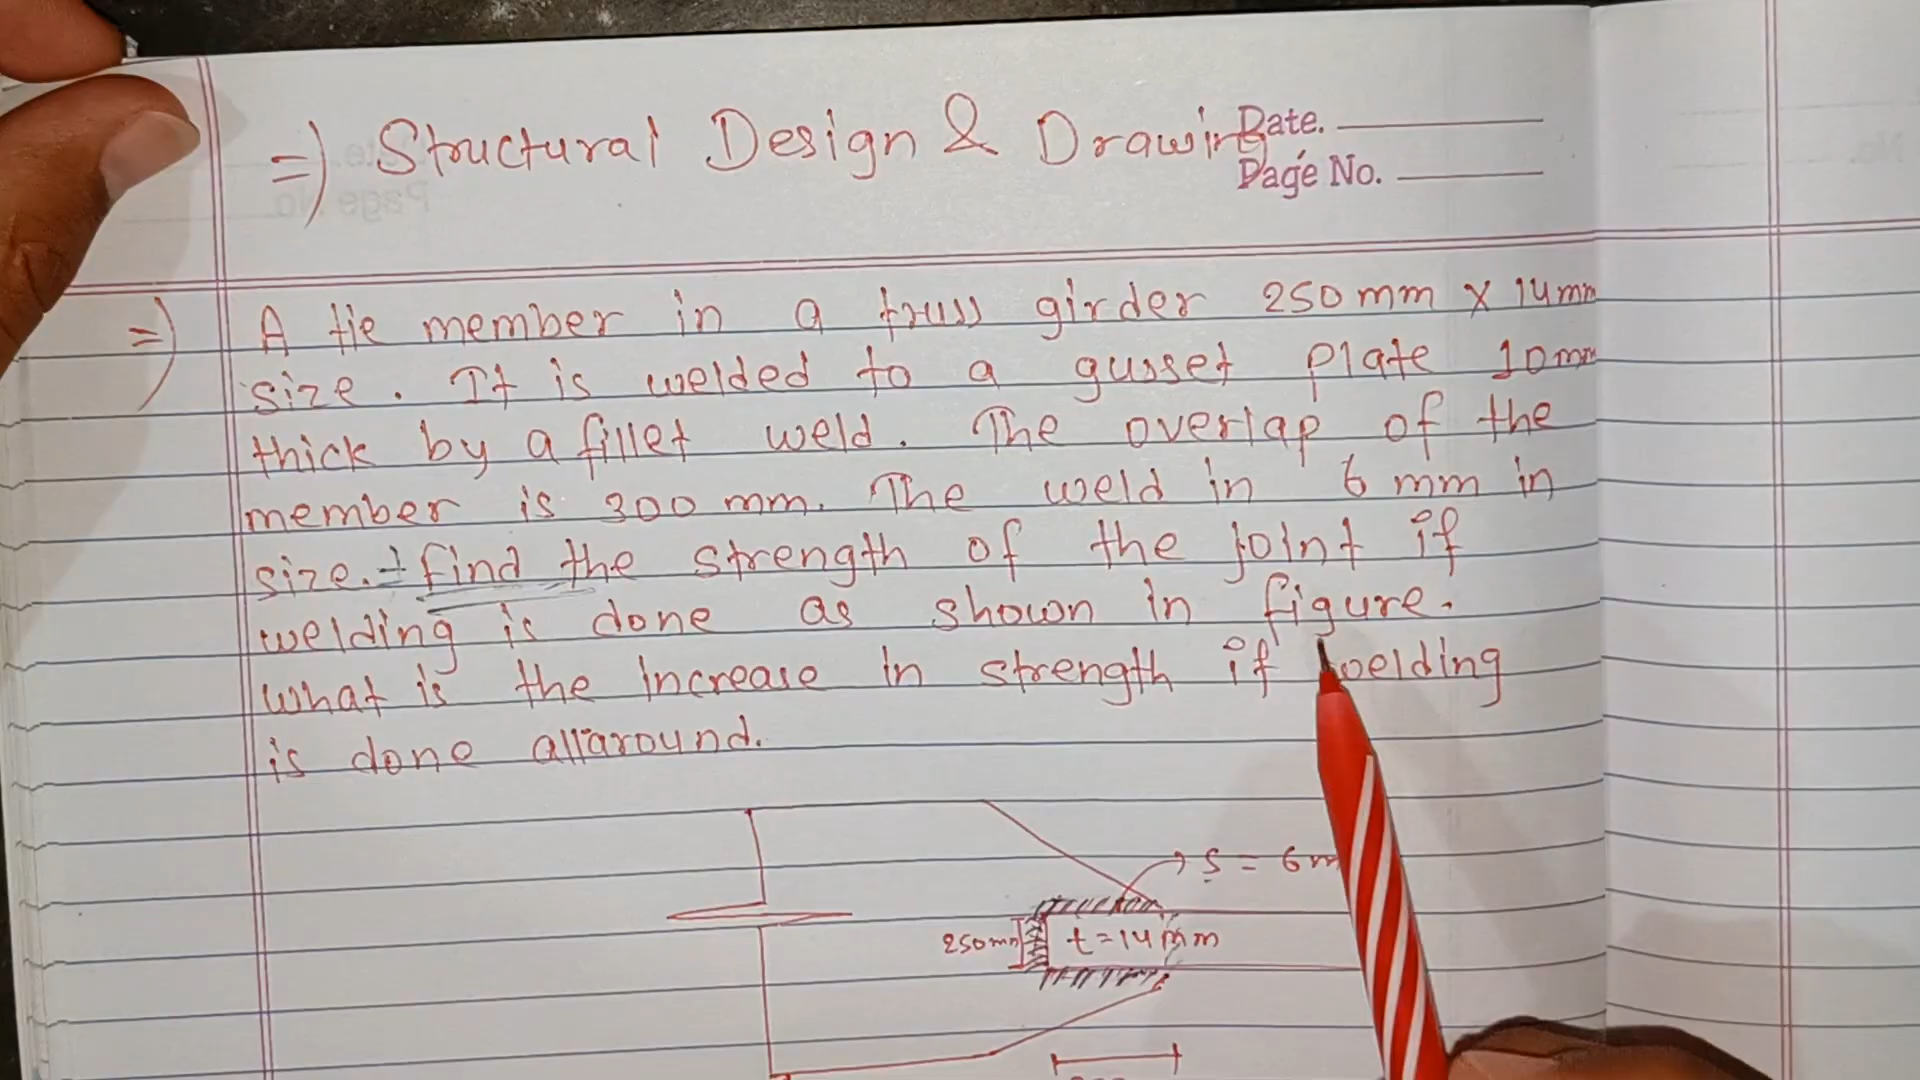 =) Structural Design & Drawing
Date.
Page No.
=) A tie member in a truss girder 250 mm x 14 mm
size. It is welded to a gusset plate 10 mm
thick by a fillet weld. The overlap of the
member is 300 mm. The weld in 6 mm in
size. find the strength of the joint if
welding is done as shown in figure.
what is the increase in strength if welding
is done allaround.
S = 6 m
250mm t=14mm